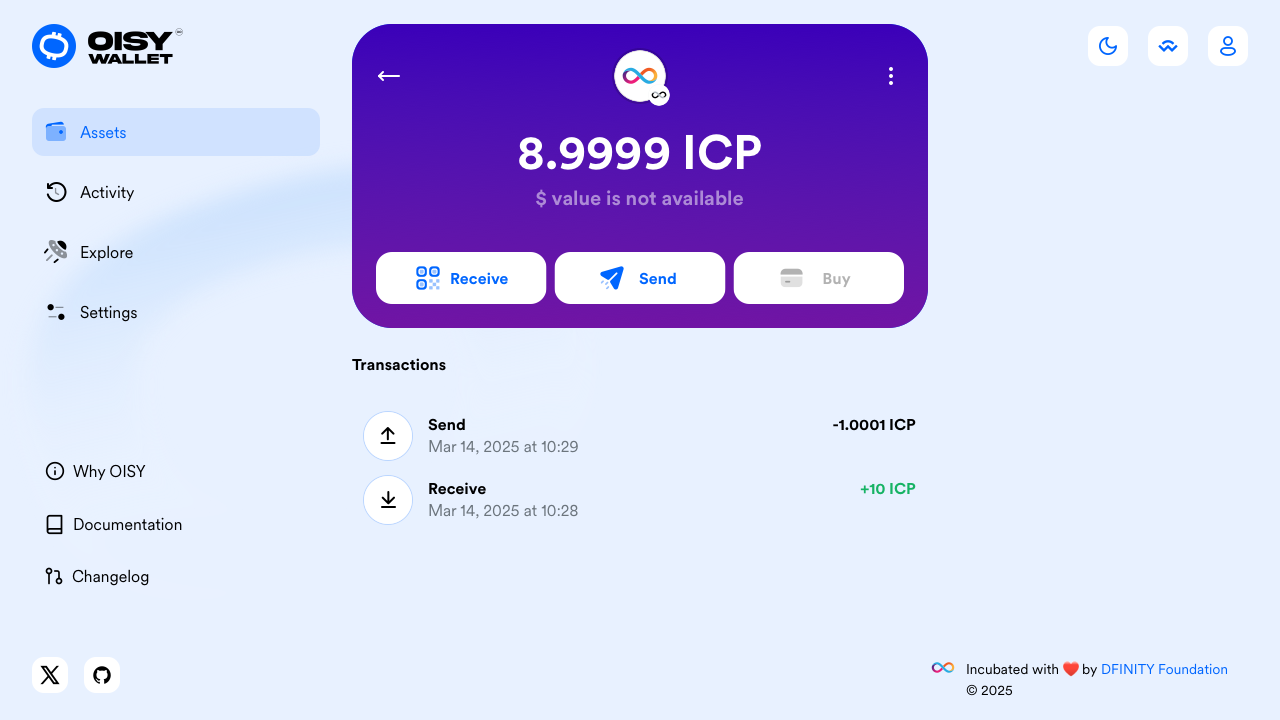 OISY
WALLET
Assets
Activity
Explore
Settings
Why OISY
Documentation
Changelog
8.9999 ICP
$ value is not available
Receive
Send
Buy
Transactions
Send
-1.0001 ICP
Mar 14, 2025 at 10:29
Receive
+10 ICP
Mar 14, 2025 at 10:28
Incubated with ❤️ by DFINITY Foundation
© 2025